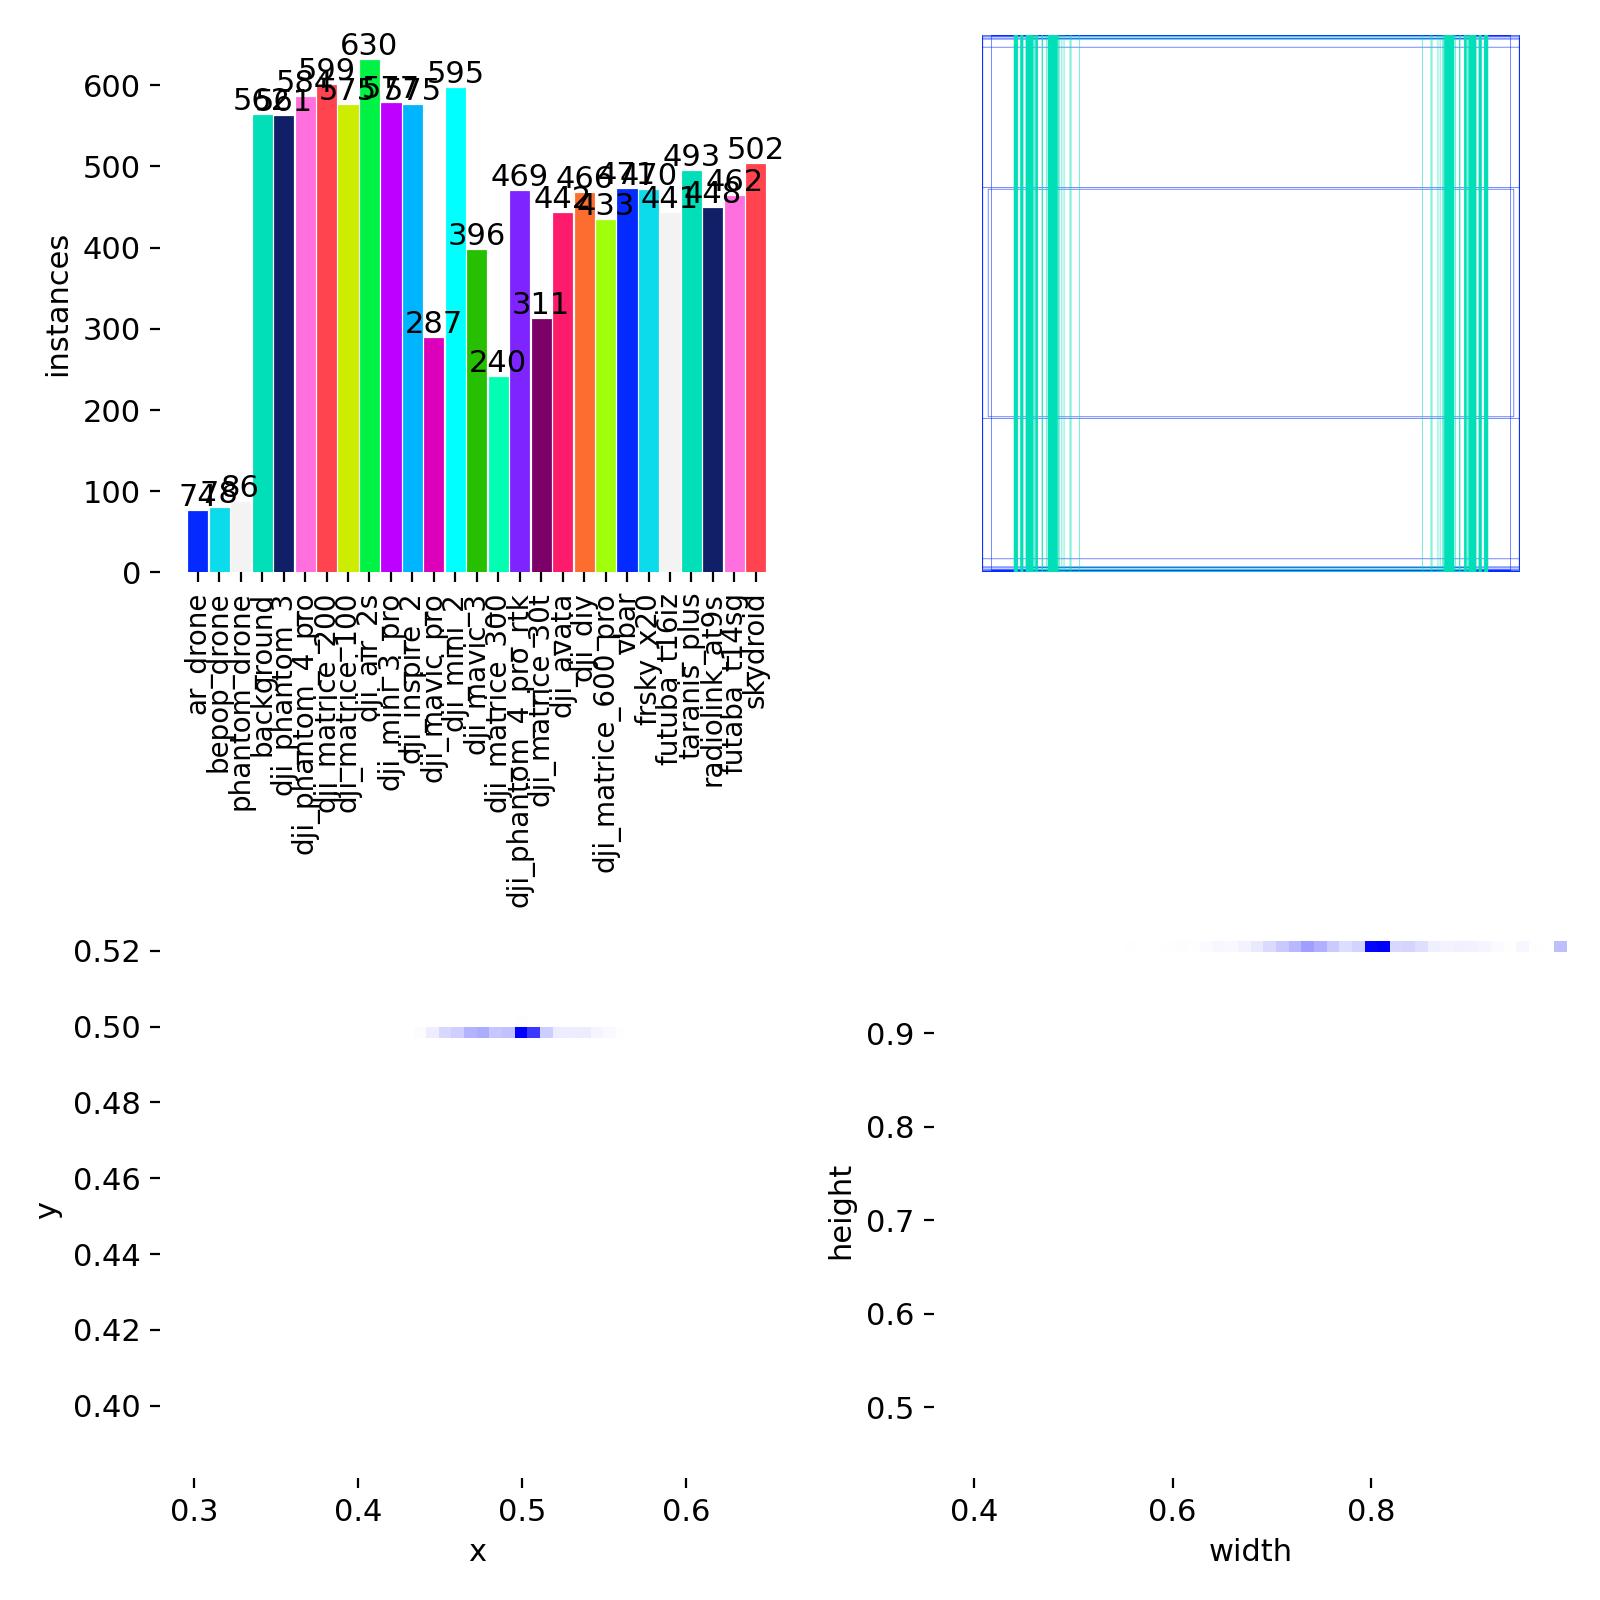 630
599
595
584
575
577
575
562
561
600
502
493
500
469
466
471
470
462
442
433
441
448
396
400
instances
311
300
287
240
200
100
74
78
86
0
ar_drone
bepop_drone
phantom_drone
background
dji_phantom_3
dji_phantom_4_pro
dji_matrice_200
dji_matrice_100
dji_air_2s
dji_mini_3_pro
dji_inspire_2
dji_mavic_pro
dji_mini_2
dji_mavic_3
dji_matrice_300
dji_phantom_4_pro_rtk
dji_matrice_30t
dji_avata
dji_diy
dji_matrice_600_pro
vbar
frsky_x20
futuba_t16iz
taranis_plus
radiolink_at9s
futaba_t14sg
skydroid
0.52
0.50
0.48
0.46
y
0.44
0.42
0.40
0.3 0.4 0.5 0.6
x
0.9
0.8
height
0.7
0.6
0.5
0.4 0.6 0.8
width